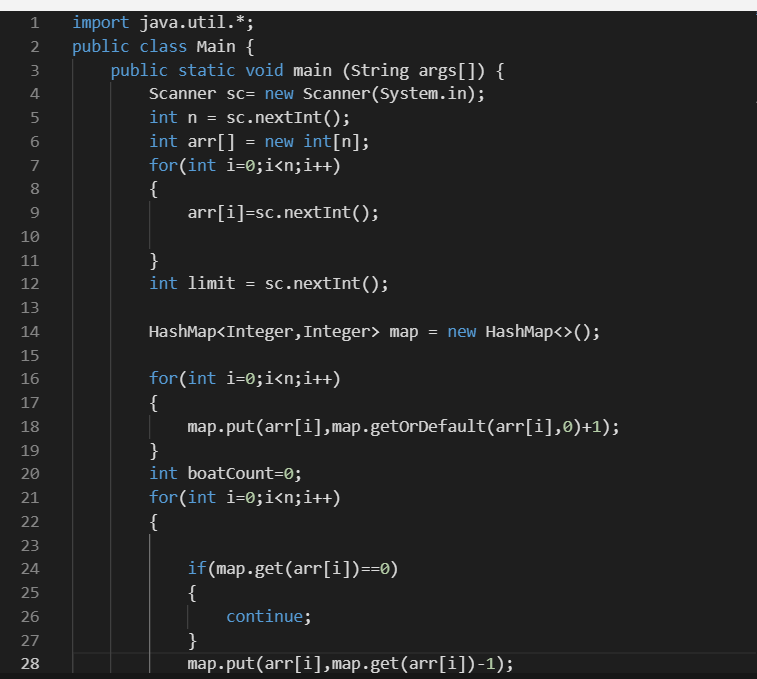 1 import java.util.*;
2 public class Main {
3     public static void main (String args[]) {
4         Scanner sc= new Scanner(System.in);
5         int n = sc.nextInt();
6         int arr[] = new int[n];
7         for(int i=0;i<n;i++)
8         {
9             arr[i]=sc.nextInt();
10
11         }
12         int limit = sc.nextInt();
13
14         HashMap<Integer,Integer> map = new HashMap<>();
15
16         for(int i=0;i<n;i++)
17         {
18             map.put(arr[i],map.getOrDefault(arr[i],0)+1);
19         }
20         int boatCount=0;
21         for(int i=0;i<n;i++)
22         {
23
24             if(map.get(arr[i])==0)
25             {
26                 continue;
27             }
28             map.put(arr[i],map.get(arr[i])-1);